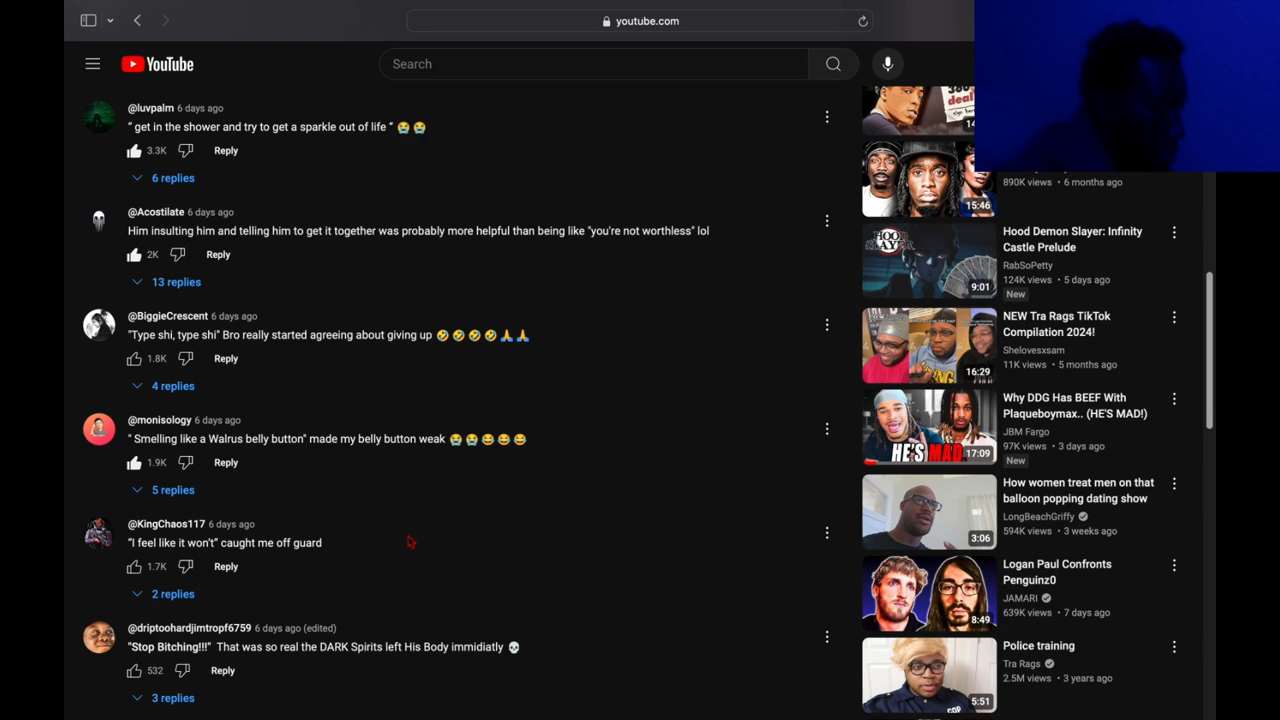 youtube.com
YouTube
Search
@luvpalm 6 days ago
“ get in the shower and try to get a sparkle out of life ” 😭😭
3.3K Reply
6 replies
@Acostilate 6 days ago
Him insulting him and telling him to get it together was probably more helpful than being like "you're not worthless" lol
2K Reply
13 replies
@BiggieCrescent 6 days ago
"Type shi, type shi" Bro really started agreeing about giving up 🤣🤣🤣🤣🙏🙏
1.8K Reply
4 replies
@monisology 6 days ago
" Smelling like a Walrus belly button" made my belly button weak 😭😭😂😂😂
1.9K Reply
5 replies
@KingChaos117 6 days ago
“I feel like it won’t” caught me off guard
1.7K Reply
2 replies
@driptoohardjimtropf6759 6 days ago (edited)
"Stop Bitching!!!" That was so real the DARK Spirits left His Body immidiatly 💀
532 Reply
3 replies
deal
890K views • 6 months ago
15:46
Hood Demon Slayer: Infinity
Castle Prelude
RabSoPetty
124K views • 5 days ago
New
HOOD
SLAYER
9:01
NEW Tra Rags TikTok
Compilation 2024!
Shelovesxsam
11K views • 5 months ago
16:29
Why DDG Has BEEF With
Plaqueboymax.. (HE'S MAD!)
JBM Fargo
97K views • 3 days ago
New
HE'S MAD
17:09
How women treat men on that
balloon popping dating show
LongBeachGriffy
594K views • 3 weeks ago
3:06
Logan Paul Confronts
Penguinz0
JAMARI
639K views • 7 days ago
8:49
Police training
Tra Rags
2.5M views • 3 years ago
COP
5:51